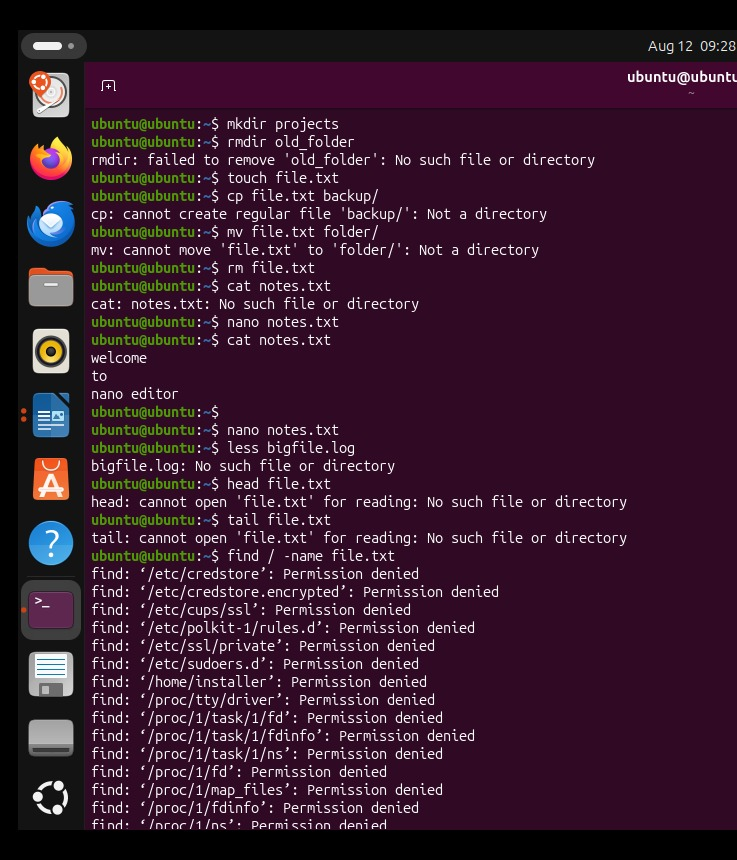 Aug 12 09:28
ubuntu@ubuntu
~
ubuntu@ubuntu:~$ mkdir projects
ubuntu@ubuntu:~$ rmdir old_folder
rmdir: failed to remove 'old_folder': No such file or directory
ubuntu@ubuntu:~$ touch file.txt
ubuntu@ubuntu:~$ cp file.txt backup/
cp: cannot create regular file 'backup/': Not a directory
ubuntu@ubuntu:~$ mv file.txt folder/
mv: cannot move 'file.txt' to 'folder/': Not a directory
ubuntu@ubuntu:~$ rm file.txt
ubuntu@ubuntu:~$ cat notes.txt
cat: notes.txt: No such file or directory
ubuntu@ubuntu:~$ nano notes.txt
ubuntu@ubuntu:~$ cat notes.txt
welcome
to
nano editor
ubuntu@ubuntu:~$
ubuntu@ubuntu:~$ nano notes.txt
ubuntu@ubuntu:~$ less bigfile.log
bigfile.log: No such file or directory
ubuntu@ubuntu:~$ head file.txt
head: cannot open 'file.txt' for reading: No such file or directory
ubuntu@ubuntu:~$ tail file.txt
tail: cannot open 'file.txt' for reading: No such file or directory
ubuntu@ubuntu:~$ find / -name file.txt
find: ‘/etc/credstore’: Permission denied
find: ‘/etc/credstore.encrypted’: Permission denied
find: ‘/etc/cups/ssl’: Permission denied
find: ‘/etc/polkit-1/rules.d’: Permission denied
find: ‘/etc/ssl/private’: Permission denied
find: ‘/etc/sudoers.d’: Permission denied
find: ‘/home/installer’: Permission denied
find: ‘/proc/tty/driver’: Permission denied
find: ‘/proc/1/task/1/fd’: Permission denied
find: ‘/proc/1/task/1/fdinfo’: Permission denied
find: ‘/proc/1/task/1/ns’: Permission denied
find: ‘/proc/1/fd’: Permission denied
find: ‘/proc/1/map_files’: Permission denied
find: ‘/proc/1/fdinfo’: Permission denied
find: ‘/proc/1/ns’: Permission denied